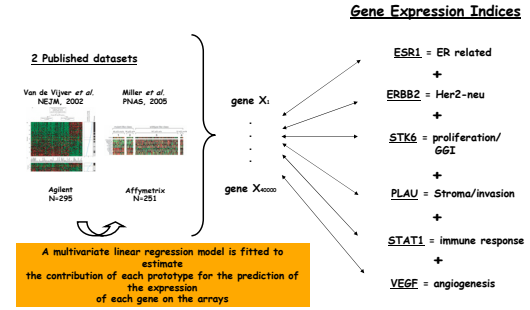 Gene Expression Indices
2 Published datasets
Van de Vijver et al.
NEJM, 2002
Miller et al.
PNAS, 2005
Agilent
N=295
Affymetrix
N=251
gene X1
.
.
.
.
gene X40000
ESR1 = ER related
+
ERBB2 = Her2-neu
+
STK6 = proliferation/
GGI
+
PLAU = Stroma/invasion
+
STAT1 = immune response
+
VEGF = angiogenesis
A multivariate linear regression model is fitted to
estimate
the contribution of each prototype for the prediction of
the expression
of each gene on the arrays